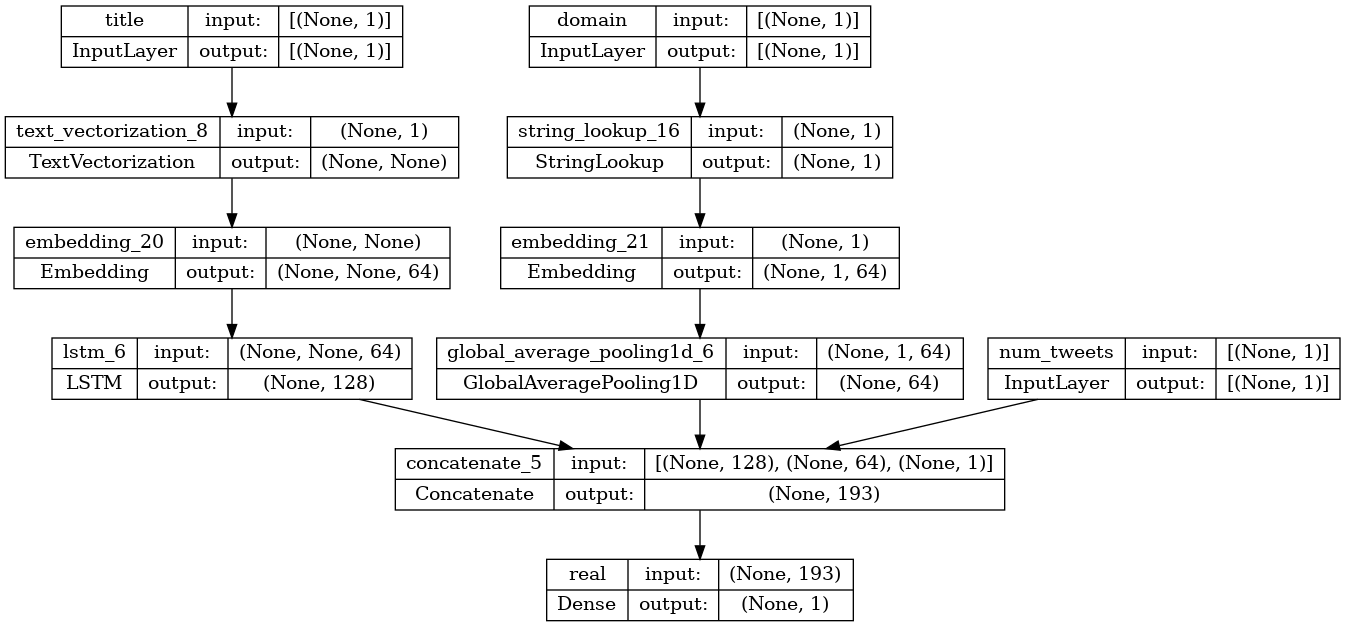 title input: [(None, 1)]
InputLayer output: [(None, 1)]
domain input: [(None, 1)]
InputLayer output: [(None, 1)]
text_vectorization_8 input: (None, 1)
TextVectorization output: (None, None)
string_lookup_16 input: (None, 1)
StringLookup output: (None, 1)
embedding_20 input: (None, None)
Embedding output: (None, None, 64)
embedding_21 input: (None, 1)
Embedding output: (None, 1, 64)
lstm_6 input: (None, None, 64)
LSTM output: (None, 128)
global_average_pooling1d_6 input: (None, 1, 64)
GlobalAveragePooling1D output: (None, 64)
num_tweets input: [(None, 1)]
InputLayer output: [(None, 1)]
concatenate_5 input: [(None, 128), (None, 64), (None, 1)]
Concatenate output: (None, 193)
real input: (None, 193)
Dense output: (None, 1)